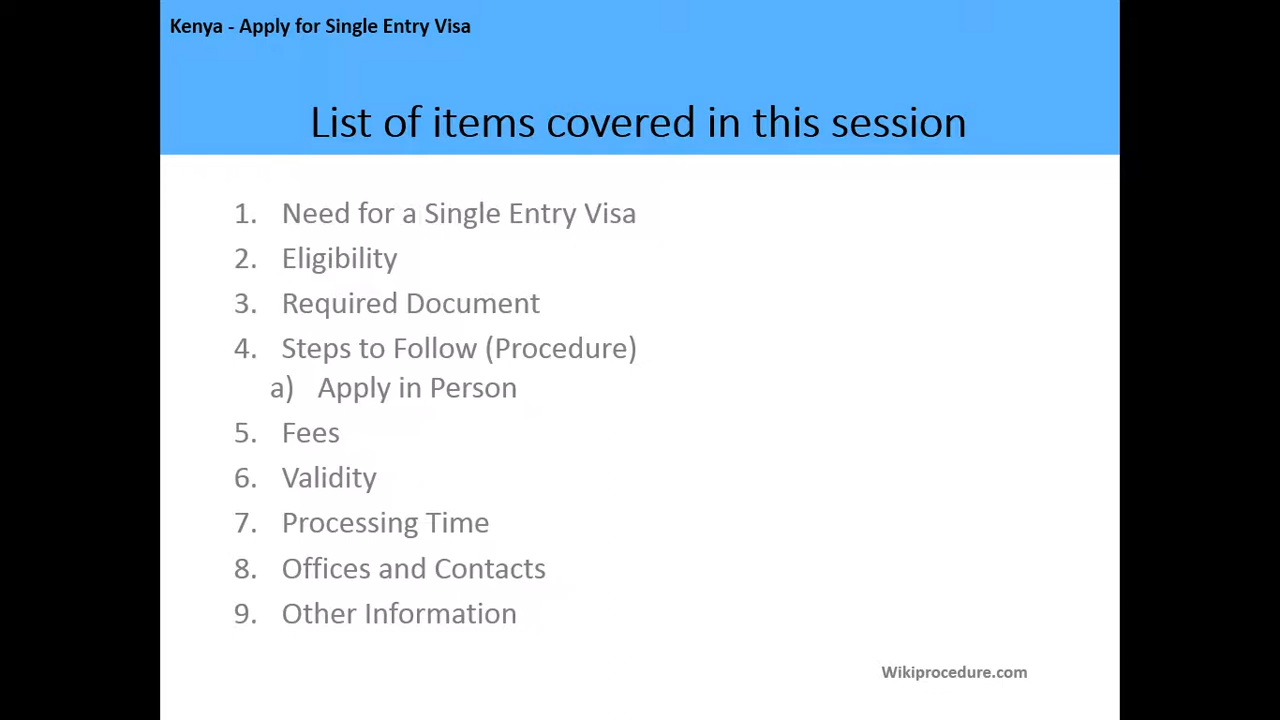 Kenya - Apply for Single Entry Visa
List of items covered in this session
1. Need for a Single Entry Visa
2. Eligibility
3. Required Document
4. Steps to Follow (Procedure)
a) Apply in Person
5. Fees
6. Validity
7. Processing Time
8. Offices and Contacts
9. Other Information
Wikiprocedure.com